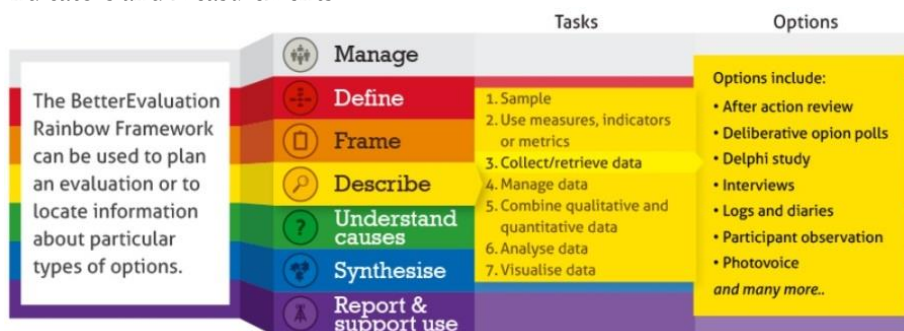 Tasks
Options
The BetterEvaluation
Rainbow Framework
can be used to plan
an evaluation or to
locate information
about particular
types of options.
Manage
Define
Frame
Describe
Understand
causes
Synthesise
Report &
support use
1. Sample
2. Use measures, indicators
or metrics
3. Collect/retrieve data
4. Manage data
5. Combine qualitative and
quantitative data
6. Analyse data
7. Visualise data
Options include:
• After action review
• Deliberative opion polls
• Delphi study
• Interviews
• Logs and diaries
• Participant observation
• Photovoice
and many more..